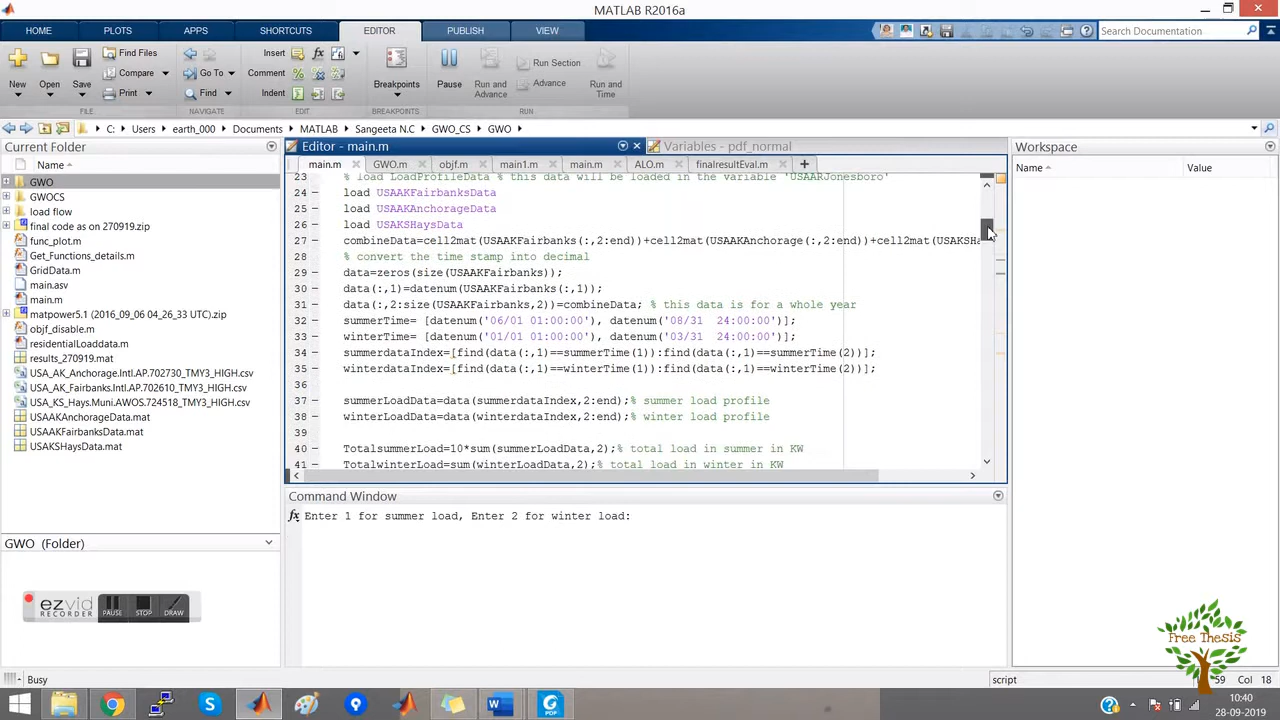 MATLAB R2016a
HOME PLOTS APPS SHORTCUTS EDITOR PUBLISH VIEW Search Documentation
New Open Save Find Files Compare Print Go To Find Insert Comment Indent fx Breakpoints Pause Run and Advance Run Section Advance Run and Time
FILE NAVIGATE EDIT BREAKPOINTS RUN
C: Users earth_000 Documents MATLAB Sangeeta N.C GWO_CS GWO
Current Folder
Name
GWO
GWOCS
load flow
final code as on 270919.zip
func_plot.m
Get_Functions_details.m
GridData.m
main.asv
main.m
matpower5.1 (2016_09_06 04_26_33 UTC).zip
objf_disable.m
residentialLoaddata.m
results_270919.mat
USA_AK_Anchorage.Intl.AP.702730_TMY3_HIGH.csv
USA_AK_Fairbanks.Intl.AP.702610_TMY3_HIGH.csv
USA_KS_Hays.Muni.AWOS.724518_TMY3_HIGH.csv
USAAKAnchorageData.mat
USAAKFairbanksData.mat
USAKSHaysData.mat
GWO (Folder)
ezvid
RECORDER
PAUSE STOP DRAW
Editor - main.m Variables - pdf_normal
main.m GWO.m objf.m main1.m main.m ALO.m finalresultEval.m
23 % load LoadProfileData % this data will be loaded in the variable 'USAARJonesboro'
24 load USAAKFairbanksData
25 load USAAKAnchorageData
26 load USAKSHaysData
27 combineData=cell2mat(USAAKFairbanks(:,2:end))+cell2mat(USAAKAnchorage(:,2:end))+cell2mat(USAKSHa
28 % convert the time stamp into decimal
29 data=zeros(size(USAAKFairbanks));
30 data(:,1)=datenum(USAAKFairbanks(:,1));
31 data(:,2:size(USAAKFairbanks,2))=combineData; % this data is for a whole year
32 summerTime= [datenum('06/01 01:00:00'), datenum('08/31  24:00:00')];
33 winterTime= [datenum('01/01 01:00:00'), datenum('03/31  24:00:00')];
34 summerdataIndex=[find(data(:,1)==summerTime(1)):find(data(:,1)==summerTime(2))];
35 winterdataIndex=[find(data(:,1)==winterTime(1)):find(data(:,1)==winterTime(2))];
36
37 summerLoadData=data(summerdataIndex,2:end);% summer load profile
38 winterLoadData=data(winterdataIndex,2:end);% winter load profile
39
40 TotalsummerLoad=10*sum(summerLoadData,2);% total load in summer in KW
41 TotalwinterLoad=sum(winterLoadData,2);% total load in winter in KW
Command Window
fx Enter 1 for summer load, Enter 2 for winter load:
Workspace
Name Value
Free Thesis
Busy script 59 Col 18
10:40
28-09-2019